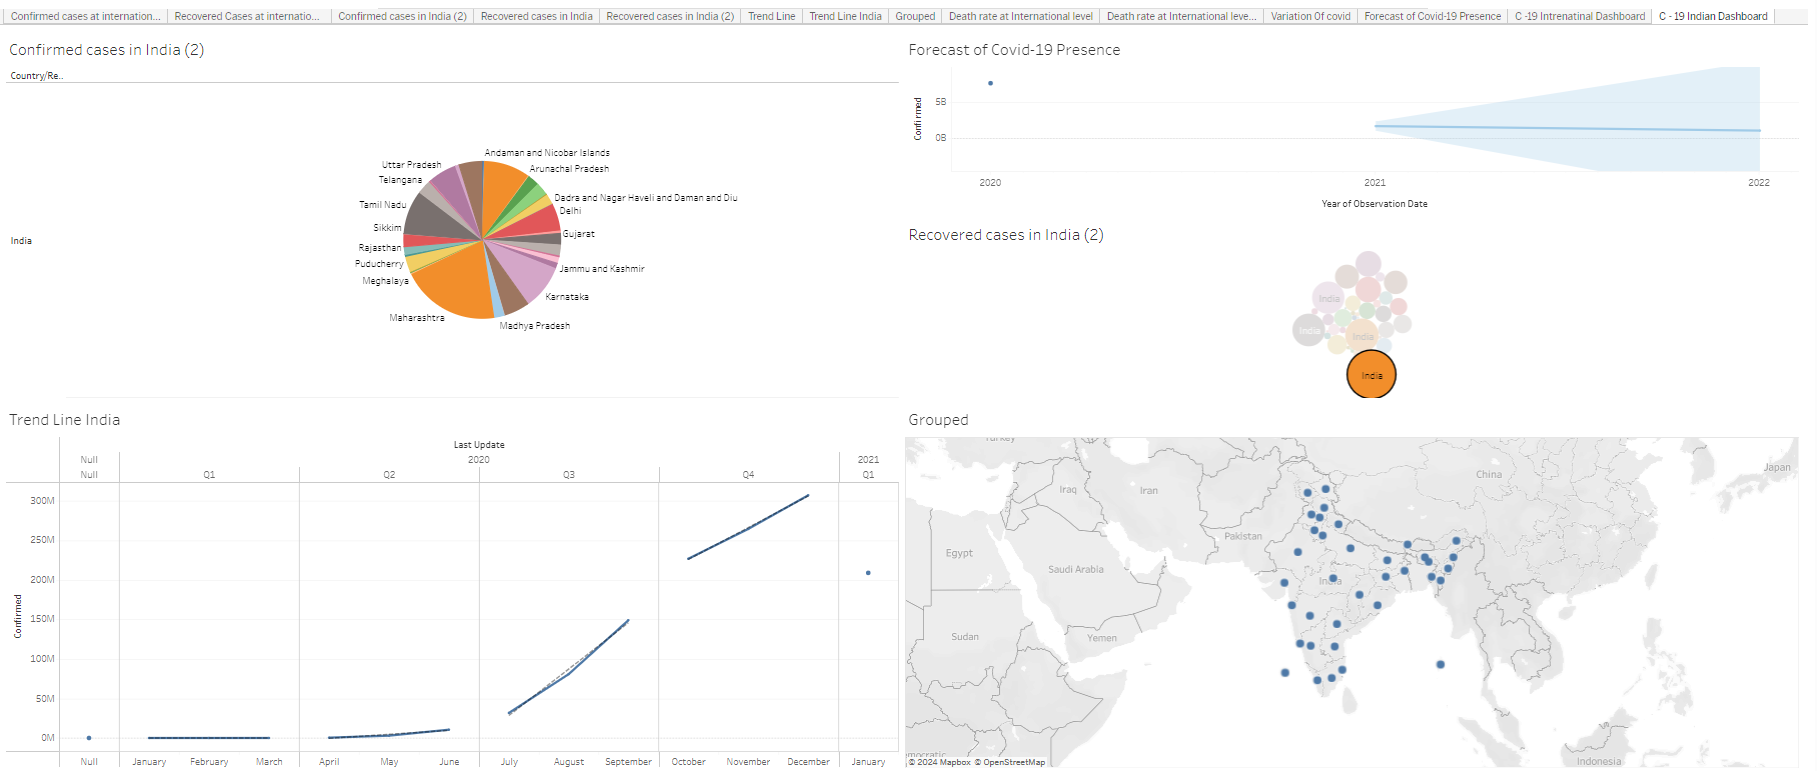 Confirmed cases at internation...
Recovered Cases at internatio...
Confirmed cases in India (2)
Recovered cases in India
Recovered cases in India (2)
Trend Line
Trend Line India
Grouped
Death rate at International level
Death rate at International leve...
Variation Of covid
Forecast of Covid-19 Presence
C -19 Intrenatinal Dashboard
C - 19 Indian Dashboard
Confirmed cases in India (2)
Country/Re..
India
Andaman and Nicobar Islands
Uttar Pradesh
Arunachal Pradesh
Telangana
Dadra and Nagar Haveli and Daman and Diu
Tamil Nadu
Delhi
Sikkim
Gujarat
Rajasthan
Puducherry
Jammu and Kashmir
Meghalaya
Karnataka
Maharashtra
Madhya Pradesh
Forecast of Covid-19 Presence
Confirmed
5B
0B
2020
2021
2022
Year of Observation Date
Recovered cases in India (2)
India
India
India
India
Trend Line India
Last Update
Null
2020
2021
Null
Q1
Q2
Q3
Q4
Q1
Confirmed
300M
250M
200M
150M
100M
50M
0M
Null
January
February
March
April
May
June
July
August
September
October
November
December
January
Grouped
Turkey
China
Japan
Iraq
Iran
Pakistan
Egypt
Saudi Arabia
India
Sudan
Yemen
mocratic
Indonesia
© 2024 Mapbox © OpenStreetMap